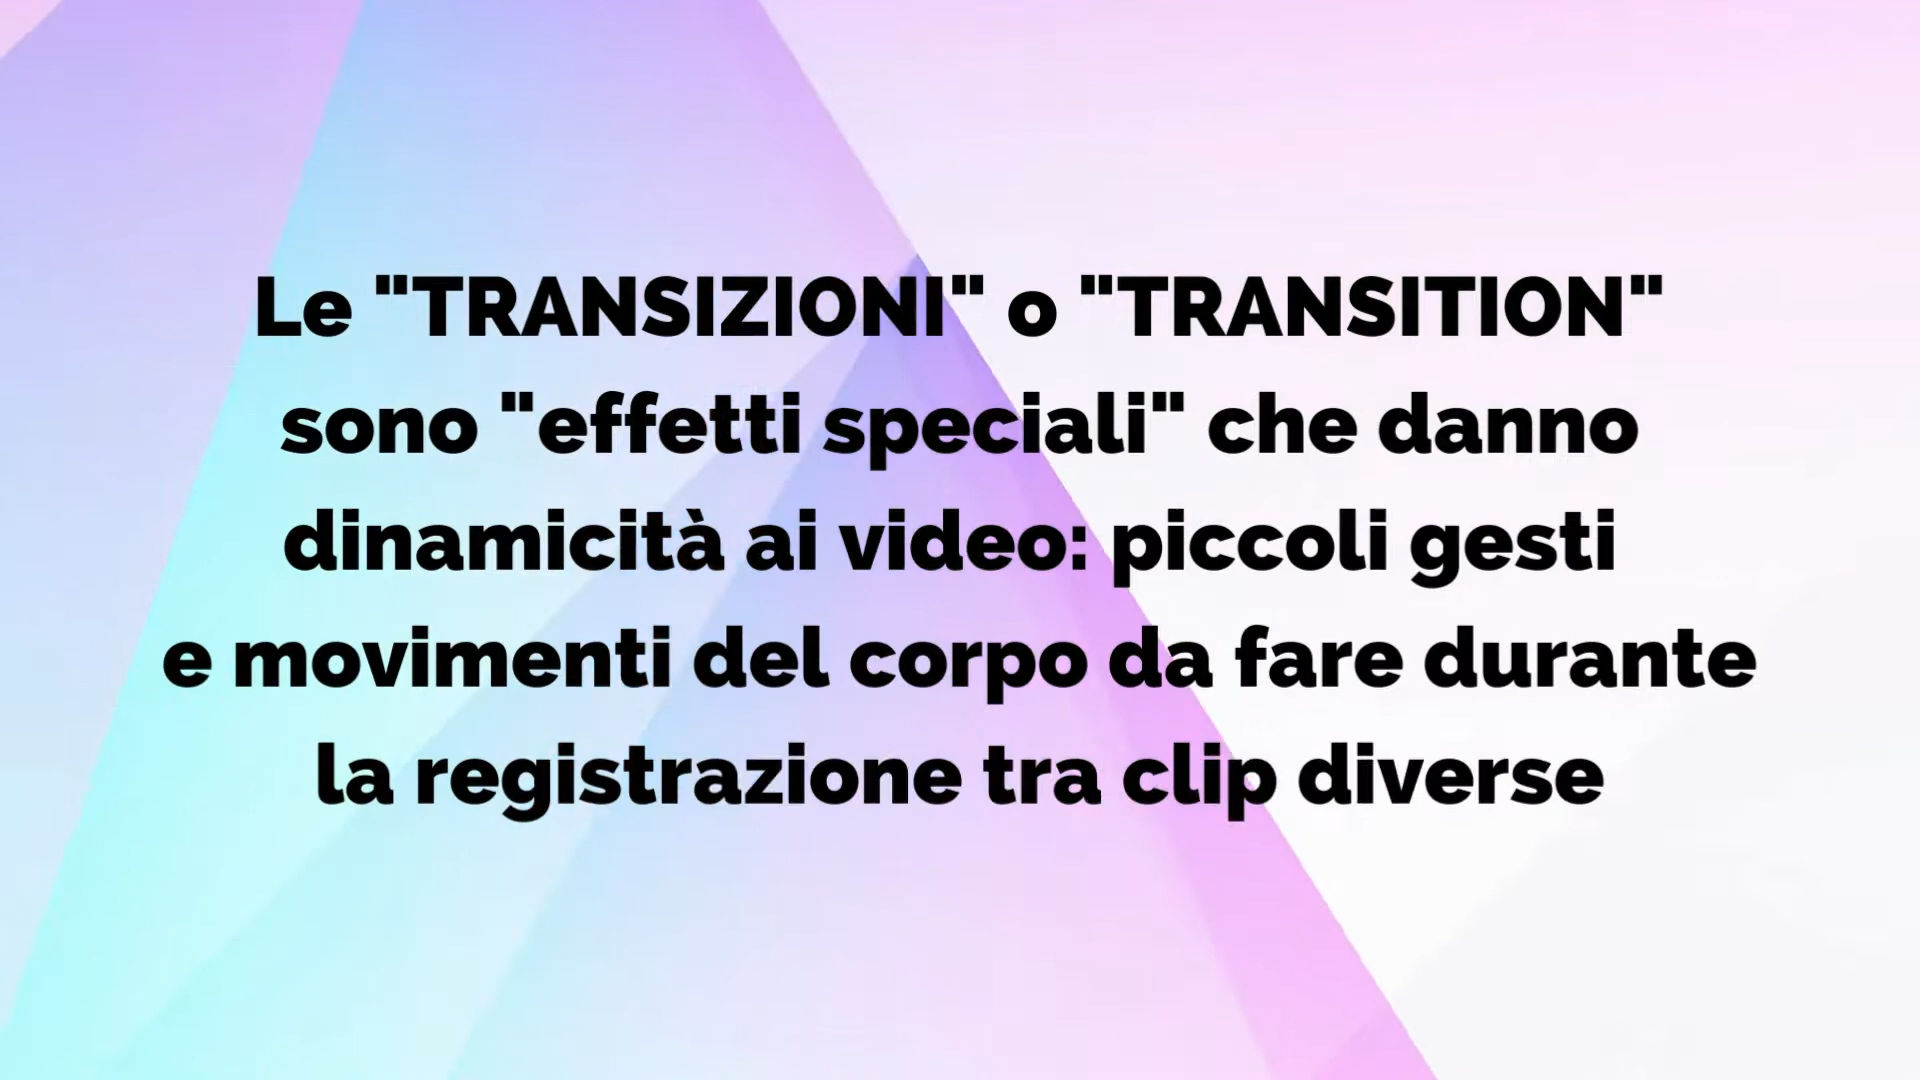 Le "TRANSIZIONI" o "TRANSITION"
sono "effetti speciali" che danno
dinamicità ai video: piccoli gesti
e movimenti del corpo da fare durante
la registrazione tra clip diverse